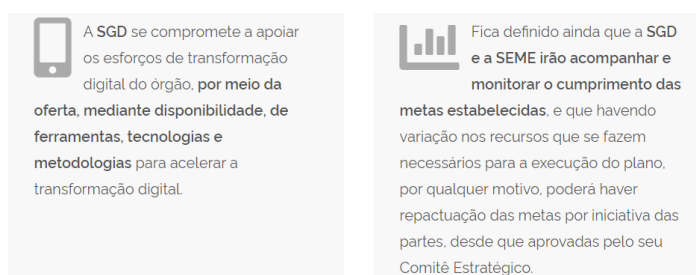 A SGD se compromete a apoiar
os esforços de transformação
digital do órgão, por meio da
oferta, mediante disponibilidade, de
ferramentas, tecnologias e
metodologias para acelerar a
transformação digital.
Fica definido ainda que a SGD
e a SEME irão acompanhar e
monitorar o cumprimento das
metas estabelecidas, e que havendo
variação nos recursos que se fazem
necessários para a execução do plano,
por qualquer motivo, poderá haver
repactuação das metas por iniciativa das
partes, desde que aprovadas pelo seu
Comitê Estratégico.